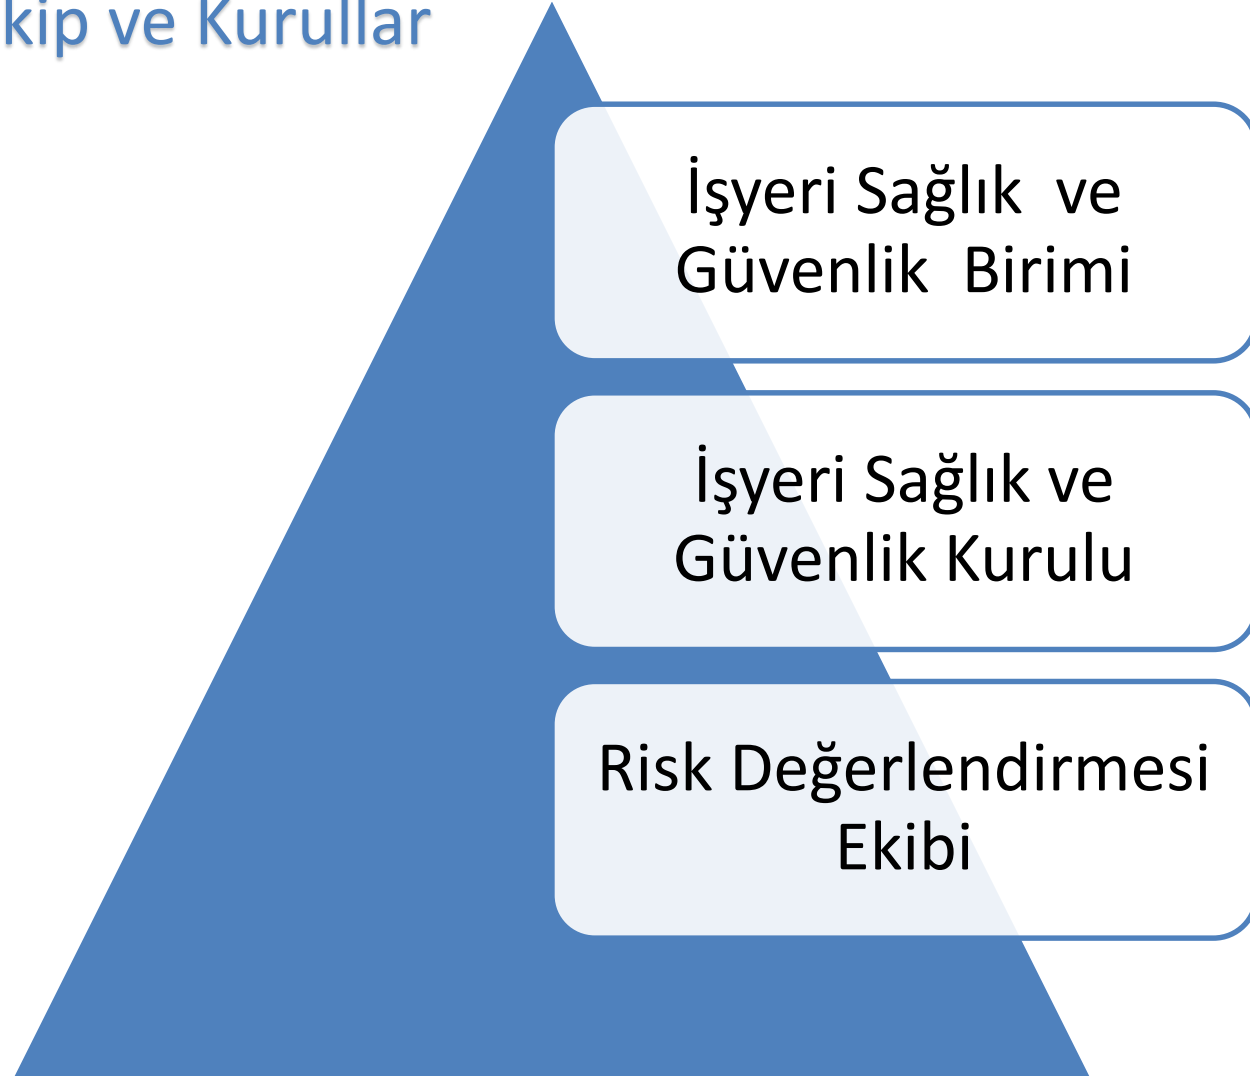 kip ve Kurullar
İşyeri Sağlık ve
Güvenlik Birimi
İşyeri Sağlık ve
Güvenlik Kurulu
Risk Değerlendirmesi
Ekibi